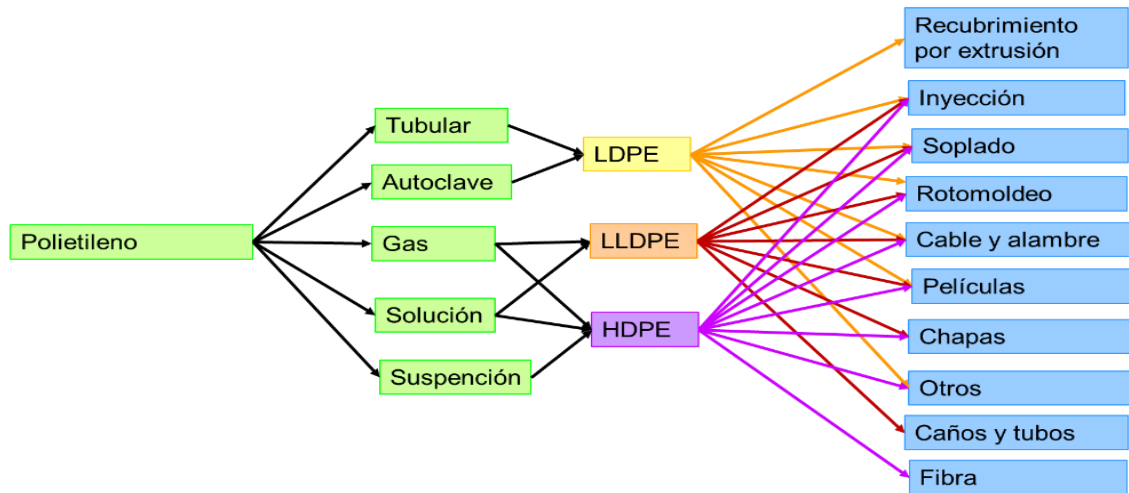 Polietileno
Tubular
Autoclave
Gas
Solución
Suspención
LDPE
LLDPE
HDPE
Recubrimiento
por extrusión
Inyección
Soplado
Rotomoldeo
Cable y alambre
Películas
Chapas
Otros
Caños y tubos
Fibra